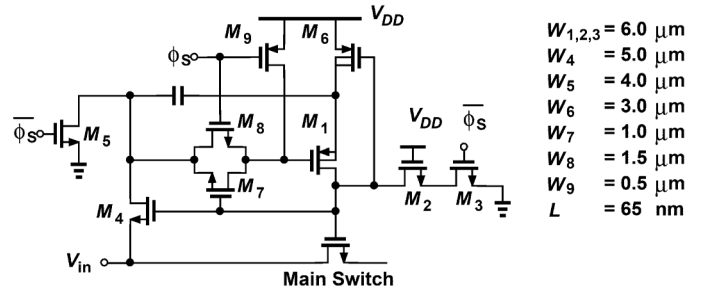 V_DD
M_9
M_6
ϕ_S
M_8
M_1
V_DD
ϕ_S̅
ϕ_S̅
M_5
M_7
M_2
M_3
M_4
V_in
Main Switch
W_1,2,3 = 6.0 μm
W_4 = 5.0 μm
W_5 = 4.0 μm
W_6 = 3.0 μm
W_7 = 1.0 μm
W_8 = 1.5 μm
W_9 = 0.5 μm
L = 65 nm